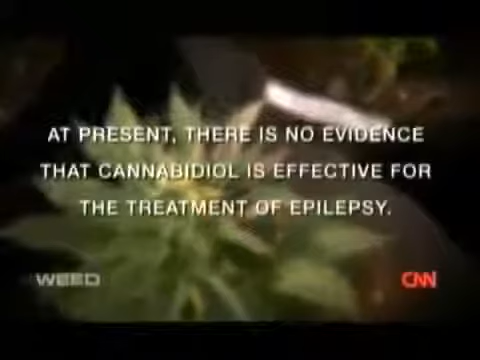 AT PRESENT, THERE IS NO EVIDENCE
THAT CANNABIDIOL IS EFFECTIVE FOR
THE TREATMENT OF EPILEPSY.
WEED
CNN